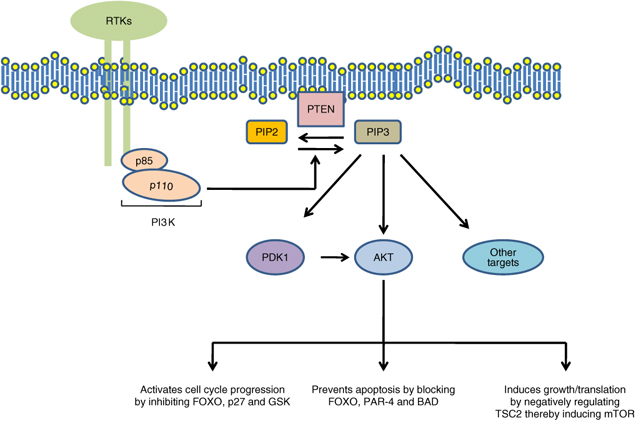 RTKs
PTEN
PIP2
PIP3
p85
p110
PI3K
PDK1
AKT
Other
targets
Activates cell cycle progression
by inhibiting FOXO, p27 and GSK
Prevents apoptosis by blocking
FOXO, PAR-4 and BAD
Induces growth/translation
by negatively regulating
TSC2 thereby inducing mTOR